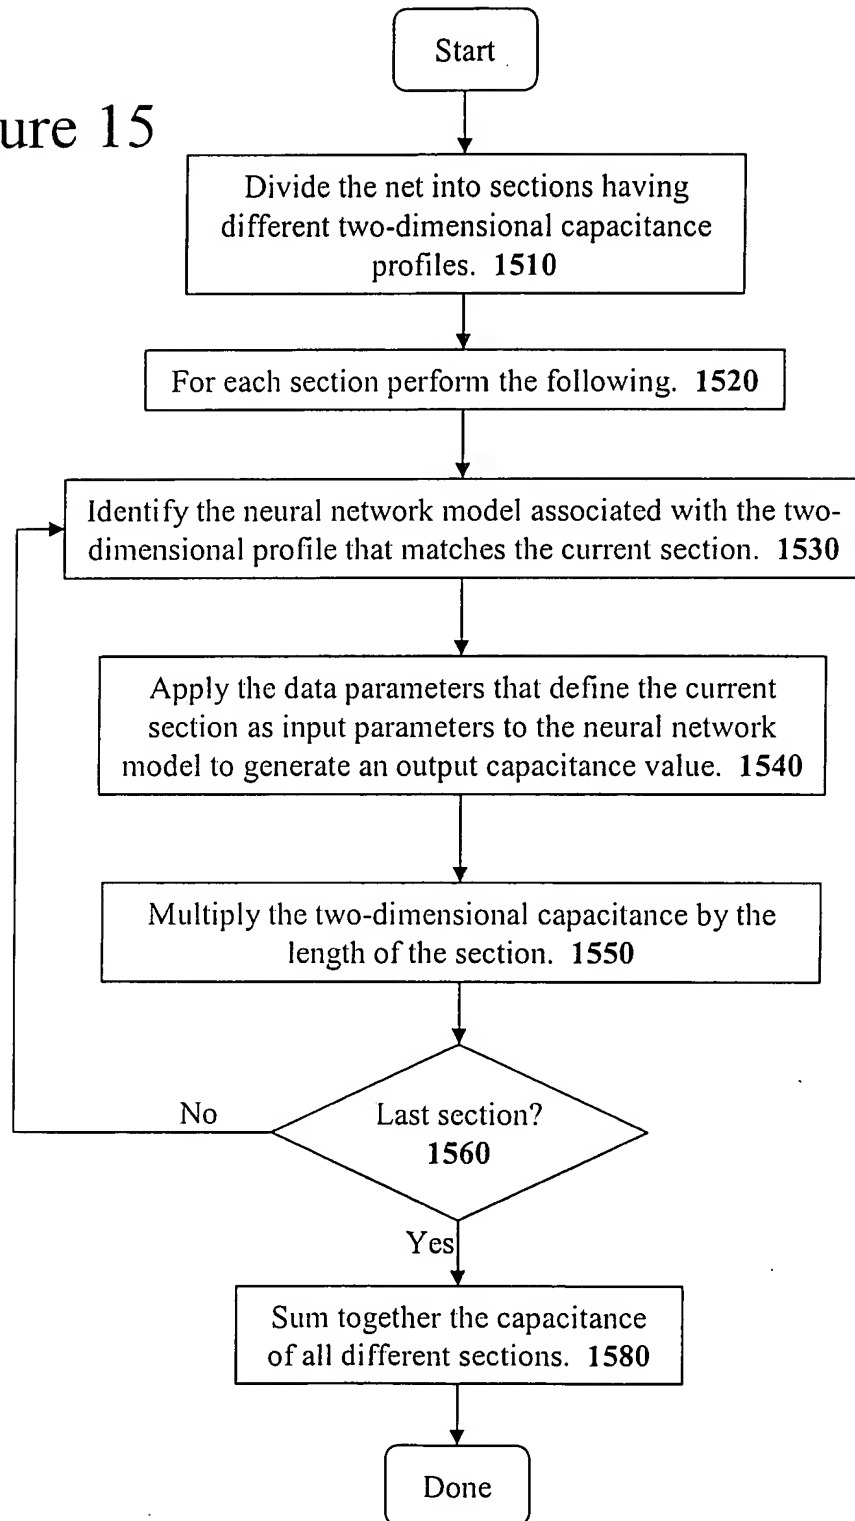 Start
ure 15
Divide the net into sections having
different two-dimensional capacitance
profiles. 1510
For each section perform the following. 1520
Identify the neural network model associated with the two-
dimensional profile that matches the current section. 1530
Apply the data parameters that define the current
section as input parameters to the neural network
model to generate an output capacitance value. 1540
Multiply the two-dimensional capacitance by the
length of the section. 1550
No
Last section?
1560
Yes
Sum together the capacitance
of all different sections. 1580
Done